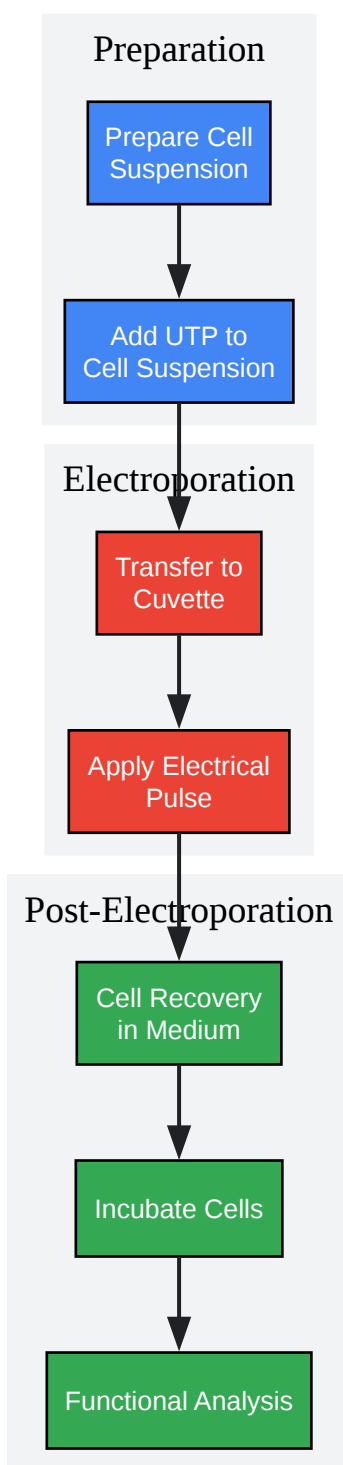 Preparation
Prepare Cell
Suspension
Add UTP to
Cell Suspension
Electroporation
Transfer to
Cuvette
Apply Electrical
Pulse
Post-Electroporation
Cell Recovery
in Medium
Incubate Cells
Functional Analysis